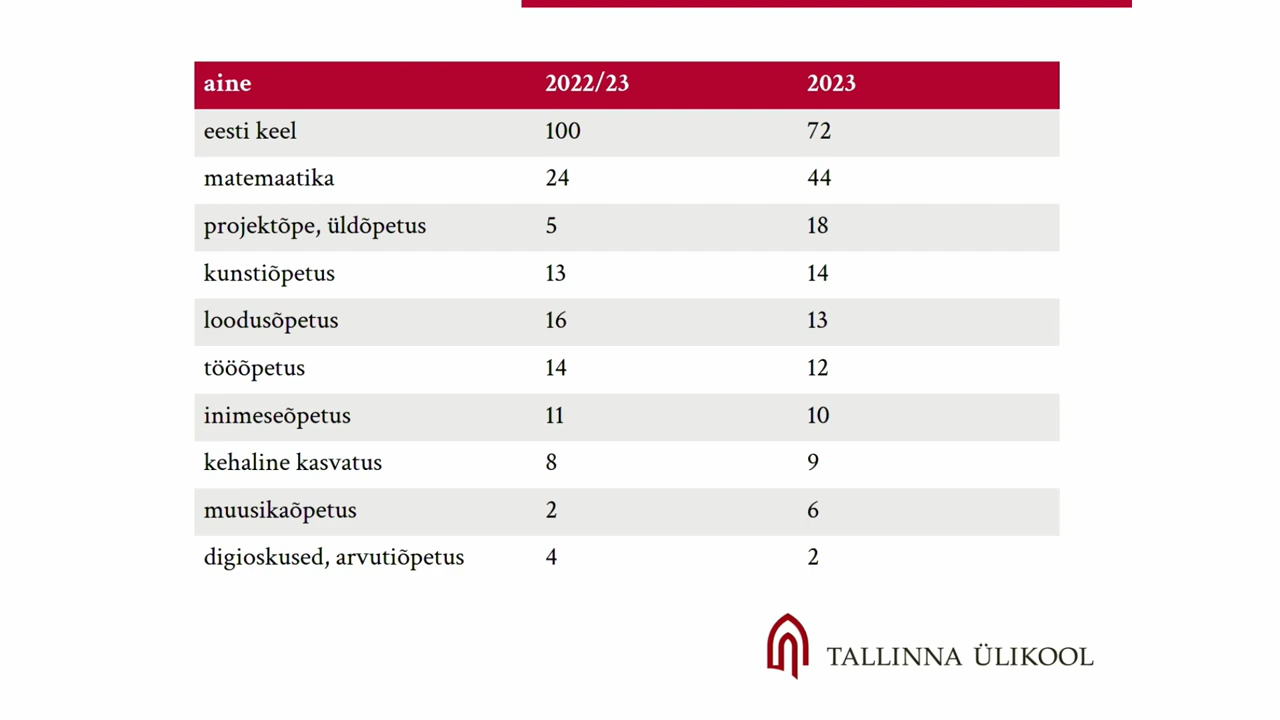 aine 2022/23 2023
eesti keel 100 72
matemaatika 24 44
projektõpe, üldõpetus 5 18
kunstiõpetus 13 14
loodusõpetus 16 13
tööõpetus 14 12
inimeseõpetus 11 10
kehaline kasvatus 8 9
muusikaõpetus 2 6
digioskused, arvutiõpetus 4 2
TALLINNA ÜLIKOOL